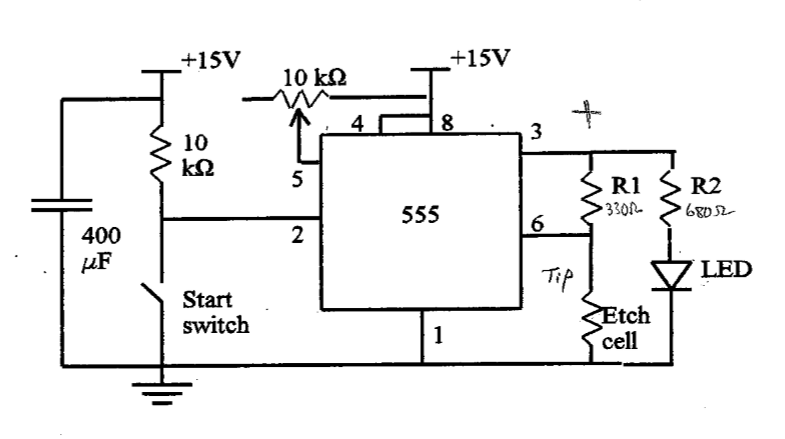 +15V
+15V
10 kΩ
4
8
3
+
10
kΩ
5
R1
R2
330Ω
680Ω
555
2
6
400
μF
Tip
LED
Start
switch
Etch
cell
1